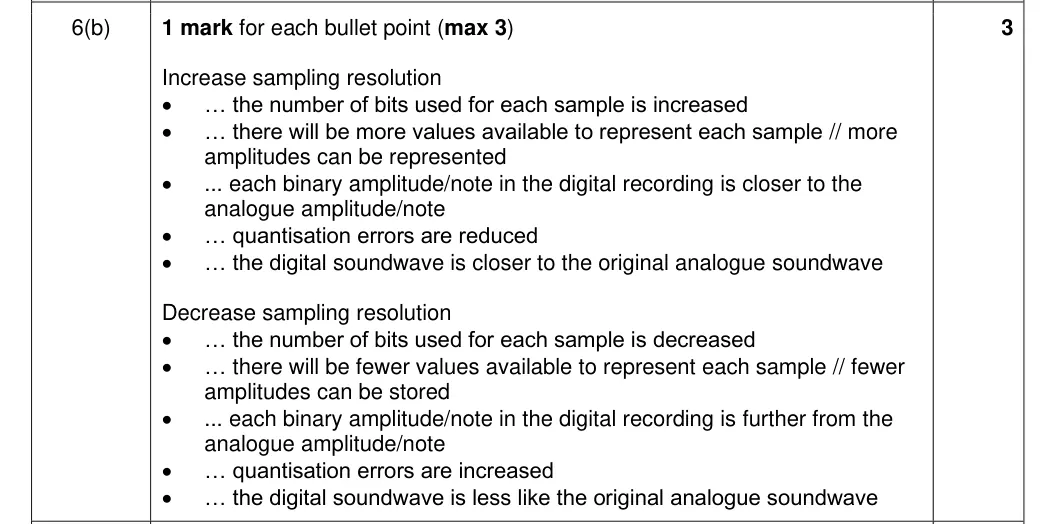 6(b) 1 mark for each bullet point (max 3) 3
Increase sampling resolution
• … the number of bits used for each sample is increased
• … there will be more values available to represent each sample // more
amplitudes can be represented
• ... each binary amplitude/note in the digital recording is closer to the
analogue amplitude/note
• … quantisation errors are reduced
• … the digital soundwave is closer to the original analogue soundwave
Decrease sampling resolution
• … the number of bits used for each sample is decreased
• … there will be fewer values available to represent each sample // fewer
amplitudes can be stored
• ... each binary amplitude/note in the digital recording is further from the
analogue amplitude/note
• … quantisation errors are increased
• … the digital soundwave is less like the original analogue soundwave